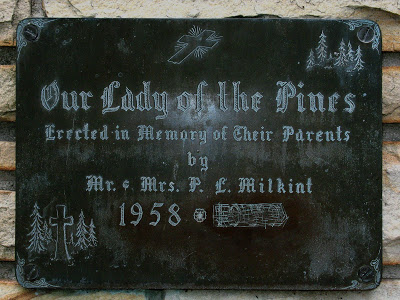 Our Lady of the Pines
Erected in Memory of Their Parents
by
Mr. & Mrs. P. L. Milkint
1958